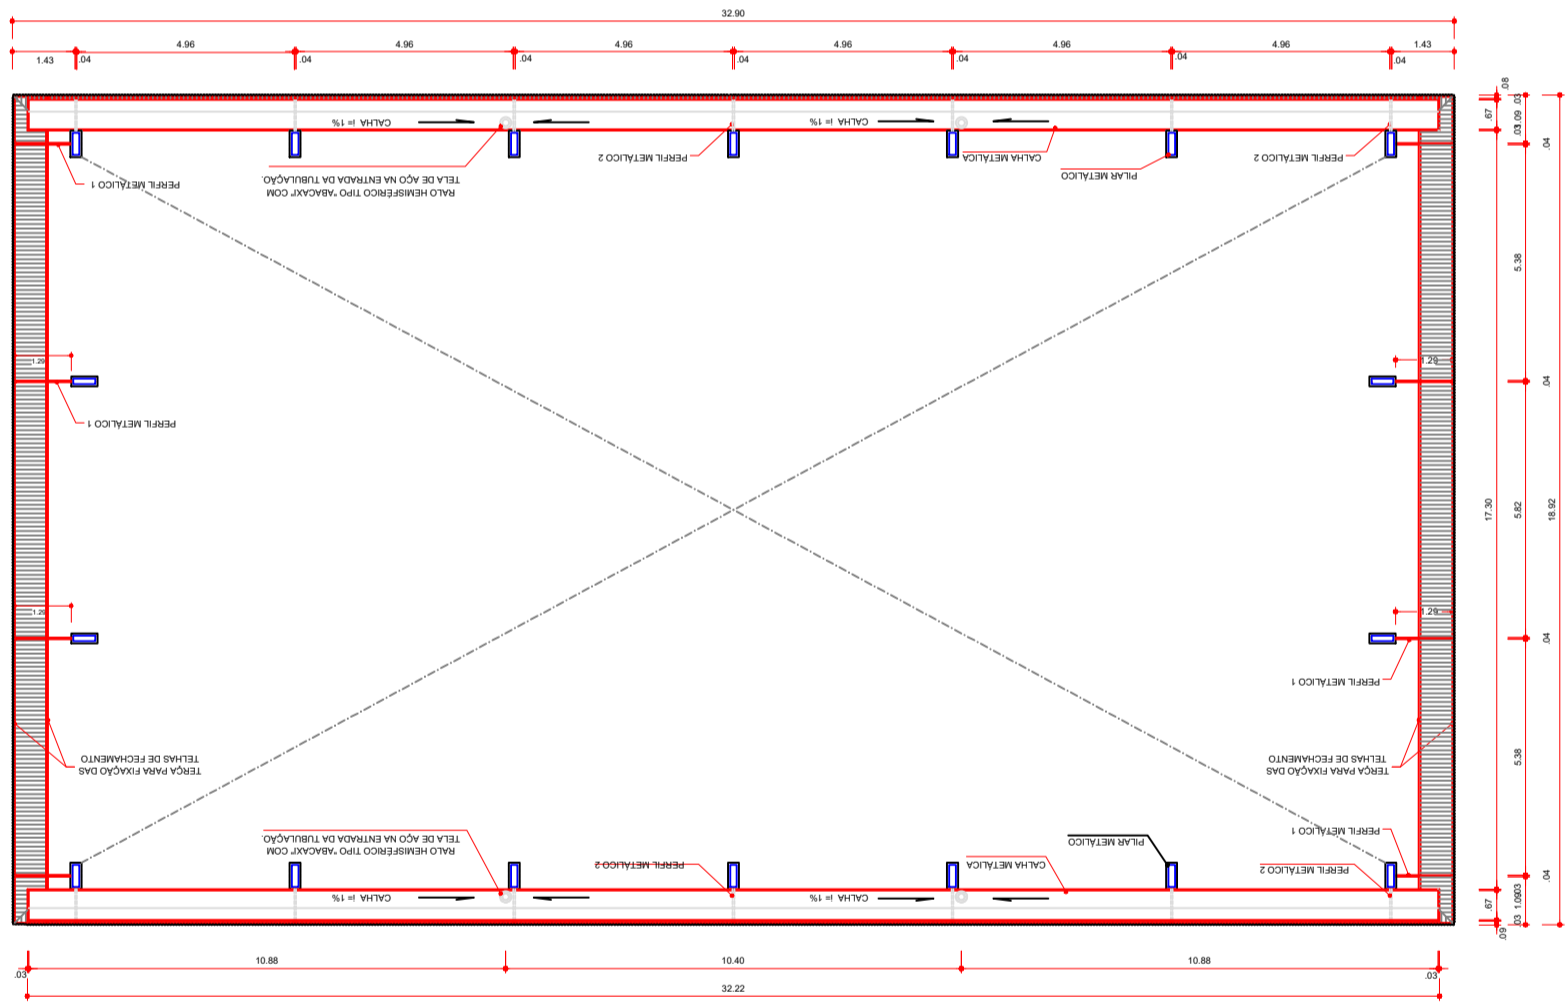 32.90
4.96
4.96
4.96
4.96
4.96
4.96
1.43
.04
.04
.04
.04
.04
.04
.04
1.43
.08
.03
.67
1.09
.03
.04
CALHA i= 1%
CALHA i= 1%
PERFIL METÁLICO 1
RALO HEMISFÉRICO TIPO "ABACAXI" COM
TELA DE AÇO NA ENTRADA DA TUBULAÇÃO.
PERFIL METÁLICO 2
CALHA METÁLICA
PILAR METÁLICO
PERFIL METÁLICO 2
5.38
1.29
1.29
.04
PERFIL METÁLICO 1
17.30
5.82
18.92
1.29
1.29
.04
PERFIL METÁLICO 1
TERÇA PARA FIXAÇÃO DAS
TELHAS DE FECHAMENTO
TERÇA PARA FIXAÇÃO DAS
TELHAS DE FECHAMENTO
5.38
RALO HEMISFÉRICO TIPO "ABACAXI" COM
TELA DE AÇO NA ENTRADA DA TUBULAÇÃO.
PERFIL METÁLICO 2
CALHA METÁLICA
PILAR METÁLICO
PERFIL METÁLICO 1
PERFIL METÁLICO 2
.04
CALHA i= 1%
CALHA i= 1%
.03
1.09
.67
.03
.09
10.88
10.40
10.88
.03
.03
32.22